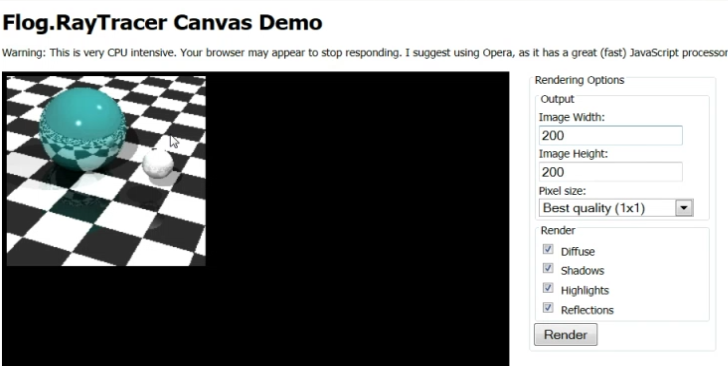 Flog.RayTracer Canvas Demo
Warning: This is very CPU intensive. Your browser may appear to stop responding. I suggest using Opera, as it has a great (fast) JavaScript processor
Rendering Options
Output
Image Width:
200
Image Height:
200
Pixel size:
Best quality (1x1)
Render
Diffuse
Shadows
Highlights
Reflections
Render